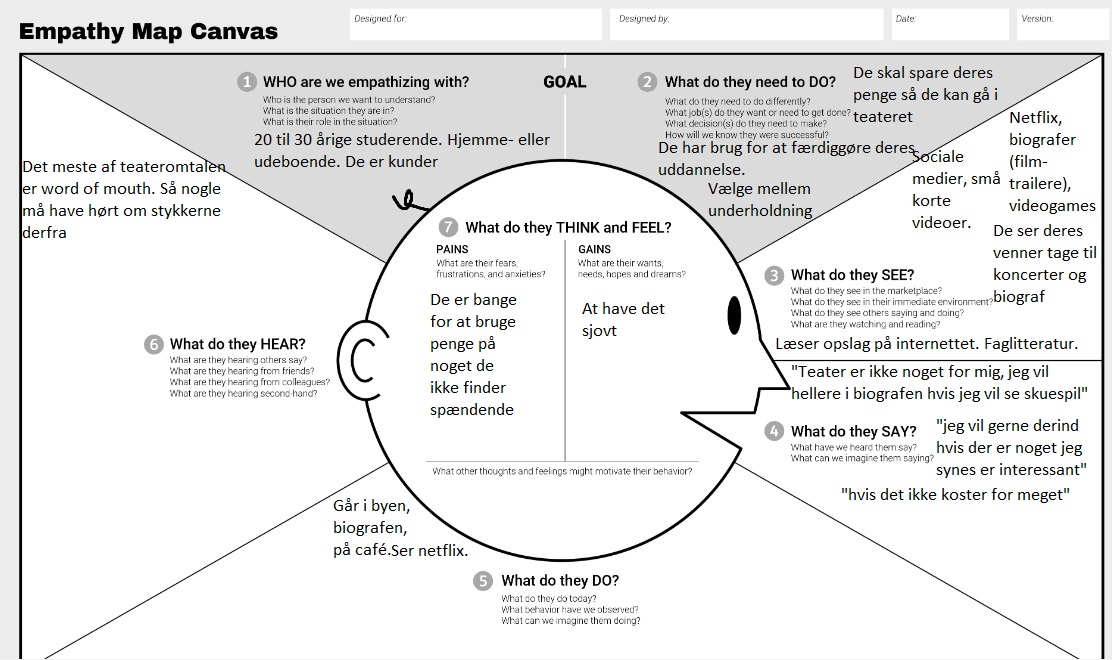 Empathy Map Canvas
Designed for:
Designed by:
Date:
Version:
1 WHO are we empathizing with?
Who is the person we want to understand?
What is the situation they are in?
What is their role in the situation?
20 til 30 årige studerende. Hjemme- eller
udeboende. De er kunder
GOAL
2 What do they need to DO?
What do they need to do differently?
What job(s) do they want or need to get done?
What decision(s) do they need to make?
How will we know they were successful?
De skal spare deres
penge så de kan gå i
teateret
De har brug for at færdiggøre deres
uddannelse.
Vælge mellem
underholdning
Sociale
medier, små
korte
videoer.
Netflix,
biografer
(film-
trailere),
videogames
De ser deres
venner tage til
koncerter og
biograf
3 What do they SEE?
What do they see in the marketplace?
What do they see in their immediate environment?
What do they see others saying and doing?
What are they watching and reading?
Læser opslag på internettet. Faglitteratur.
"Teater er ikke noget for mig, jeg vil
hellere i biografen hvis jeg vil se skuespil"
4 What do they SAY?
What have we heard them say?
What can we imagine them saying?
"jeg vil gerne derind
hvis der er noget jeg
synes er interessant"
"hvis det ikke koster for meget"
Går i byen,
biografen,
på café.Ser netflix.
5 What do they DO?
What do they do today?
What behavior have we observed?
What can we imagine them doing?
Det meste af teateromtalen
er word of mouth. Så nogle
må have hørt om stykkerne
derfra
6 What do they HEAR?
What are they hearing others say?
What are they hearing from friends?
What are they hearing from colleagues?
What are they hearing second-hand?
7 What do they THINK and FEEL?
PAINS
What are their fears,
frustrations, and anxieties?
De er bange
for at bruge
penge på
noget de
ikke finder
spændende
GAINS
What are their wants,
needs, hopes and dreams?
At have det
sjovt
What other thoughts and feelings might motivate their behavior?